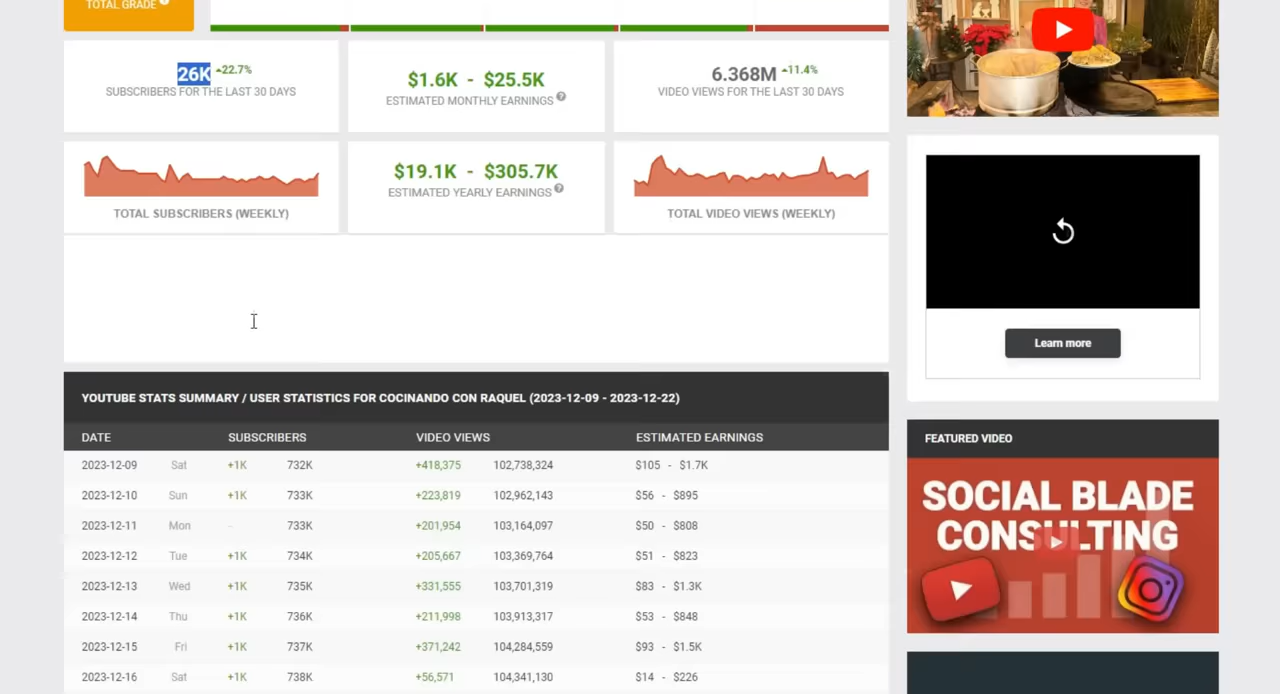 TOTAL GRADE
26K 22.7%
SUBSCRIBERS FOR THE LAST 30 DAYS
$1.6K - $25.5K
ESTIMATED MONTHLY EARNINGS ?
6.368M 11.4%
VIDEO VIEWS FOR THE LAST 30 DAYS
TOTAL SUBSCRIBERS (WEEKLY)
$19.1K - $305.7K
ESTIMATED YEARLY EARNINGS ?
TOTAL VIDEO VIEWS (WEEKLY)
Learn more
YOUTUBE STATS SUMMARY / USER STATISTICS FOR COCINANDO CON RAQUEL (2023-12-09 - 2023-12-22)
DATE SUBSCRIBERS VIDEO VIEWS ESTIMATED EARNINGS
2023-12-09 Sat +1K 732K +418,375 102,738,324 $105 - $1.7K
2023-12-10 Sun +1K 733K +223,819 102,962,143 $56 - $895
2023-12-11 Mon -- 733K +201,954 103,164,097 $50 - $808
2023-12-12 Tue +1K 734K +205,667 103,369,764 $51 - $823
2023-12-13 Wed +1K 735K +331,555 103,701,319 $83 - $1.3K
2023-12-14 Thu +1K 736K +211,998 103,913,317 $53 - $848
2023-12-15 Fri +1K 737K +371,242 104,284,559 $93 - $1.5K
2023-12-16 Sat +1K 738K +56,571 104,341,130 $14 - $226
FEATURED VIDEO
SOCIAL BLADE
CONSULTING